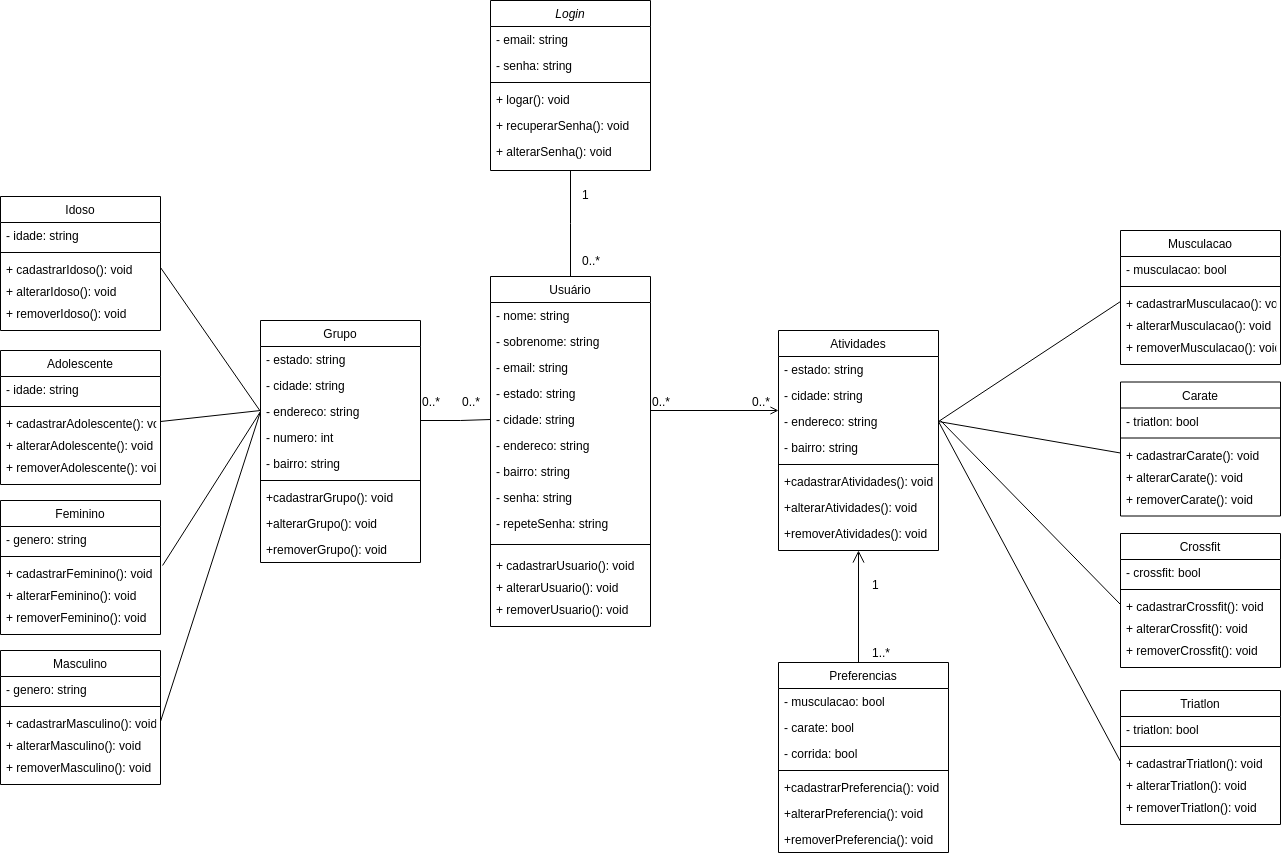 Login
- email: string
- senha: string
+ logar(): void
+ recuperarSenha(): void
+ alterarSenha(): void
1
0..*
Idoso
- idade: string
+ cadastrarIdoso(): void
+ alterarIdoso(): void
+ removerIdoso(): void
Adolescente
- idade: string
+ cadastrarAdolescente(): vo
+ alterarAdolescente(): void
+ removerAdolescente(): voi
Feminino
- genero: string
+ cadastrarFeminino(): void
+ alterarFeminino(): void
+ removerFeminino(): void
Masculino
- genero: string
+ cadastrarMasculino(): void
+ alterarMasculino(): void
+ removerMasculino(): void
Grupo
- estado: string
- cidade: string
- endereco: string
- numero: int
- bairro: string
+cadastrarGrupo(): void
+alterarGrupo(): void
+removerGrupo(): void
0..* 0..*
Usuário
- nome: string
- sobrenome: string
- email: string
- estado: string
- cidade: string
- endereco: string
- bairro: string
- senha: string
- repeteSenha: string
+ cadastrarUsuario(): void
+ alterarUsuario(): void
+ removerUsuario(): void
0..* 0..*
Atividades
- estado: string
- cidade: string
- endereco: string
- bairro: string
+cadastrarAtividades(): void
+alterarAtividades(): void
+removerAtividades(): void
1
1..*
Preferencias
- musculacao: bool
- carate: bool
- corrida: bool
+cadastrarPreferencia(): void
+alterarPreferencia(): void
+removerPreferencia(): void
Musculacao
- musculacao: bool
+ cadastrarMusculacao(): vo
+ alterarMusculacao(): void
+ removerMusculacao(): voi
Carate
- triatlon: bool
+ cadastrarCarate(): void
+ alterarCarate(): void
+ removerCarate(): void
Crossfit
- crossfit: bool
+ cadastrarCrossfit(): void
+ alterarCrossfit(): void
+ removerCrossfit(): void
Triatlon
- triatlon: bool
+ cadastrarTriatlon(): void
+ alterarTriatlon(): void
+ removerTriatlon(): void